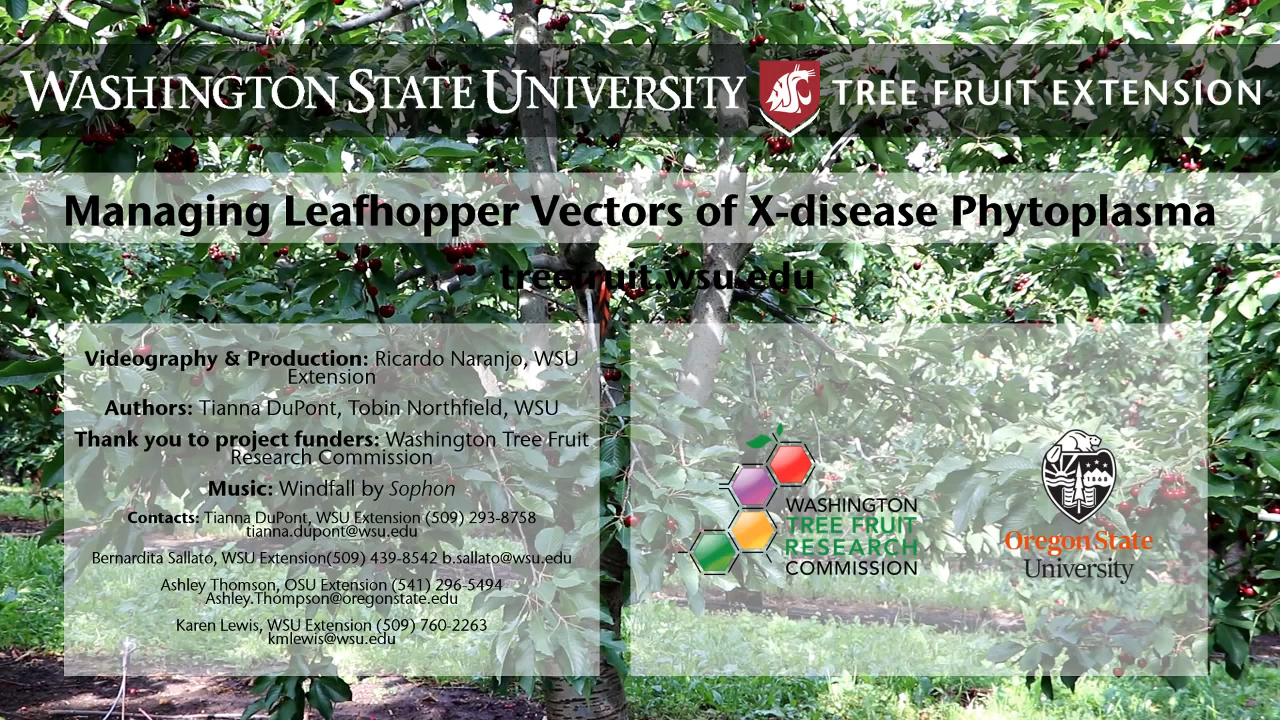 WASHINGTON STATE UNIVERSITY TREE FRUIT EXTENSION
Managing Leafhopper Vectors of X-disease Phytoplasma
treefruit.wsu.edu
Videography & Production: Ricardo Naranjo, WSU
Extension
Authors: Tianna DuPont, Tobin Northfield, WSU
Thank you to project funders: Washington Tree Fruit
Research Commission
Music: Windfall by Sophon
Contacts: Tianna DuPont, WSU Extension (509) 293-8758
tianna.dupont@wsu.edu
Bernardita Sallato, WSU Extension(509) 439-8542 b.sallato@wsu.edu
Ashley Thomson, OSU Extension (541) 296-5494
Ashley.Thompson@oregonstate.edu
Karen Lewis, WSU Extension (509) 760-2263
kmlewis@wsu.edu
WASHINGTON
TREE FRUIT
RESEARCH
COMMISSION
Oregon State
University